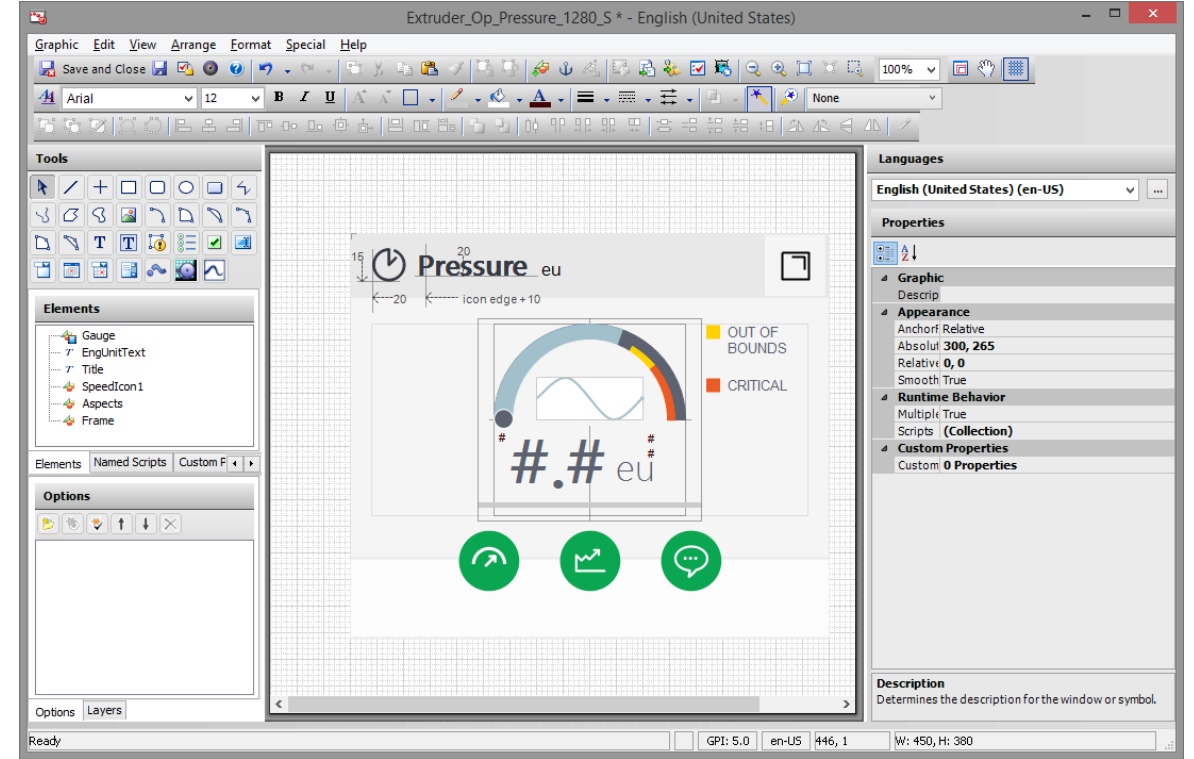 Extruder_Op_Pressure_1280_S * - English (United States)
Graphic Edit View Arrange Format Special Help
Save and Close 100%
Arial 12 B I U A A A None
Tools
T T
Elements
Gauge
T EngUnitText
T Title
SpeedIcon1
Aspects
Frame
Elements Named Scripts Custom F
Options
Options Layers
15 20
Pressure eu
20 icon edge + 10
OUT OF
BOUNDS
CRITICAL
# #
#.# eu #
Languages
English (United States) (en-US) ...
Properties
Graphic
Descrip
Appearance
AnchorF Relative
Absolut 300, 265
Relative 0, 0
Smooth True
Runtime Behavior
Multiple True
Scripts (Collection)
Custom Properties
Custom 0 Properties
Description
Determines the description for the window or symbol.
Ready GPI: 5.0 en-US 446, 1 W: 450, H: 380